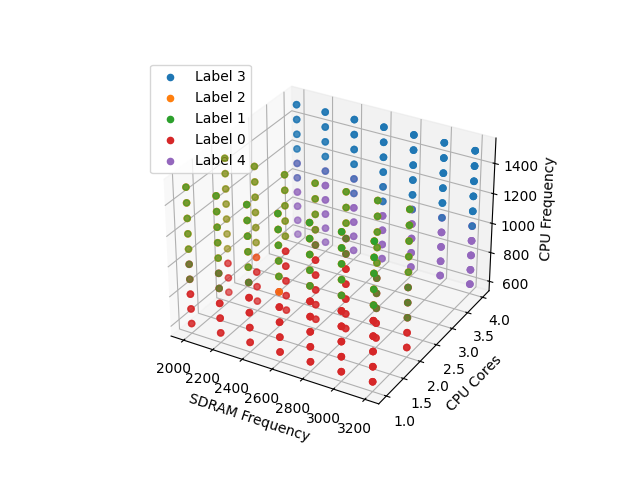 Label 3
Label 2
Label 1
Label 0
Label 4
1400
1200
1000
800
600
CPU Frequency
4.0
3.5
3.0
2.5
2.0
1.5
1.0
CPU Cores
2000
2200
2400
2600
2800
3000
3200
SDRAM Frequency